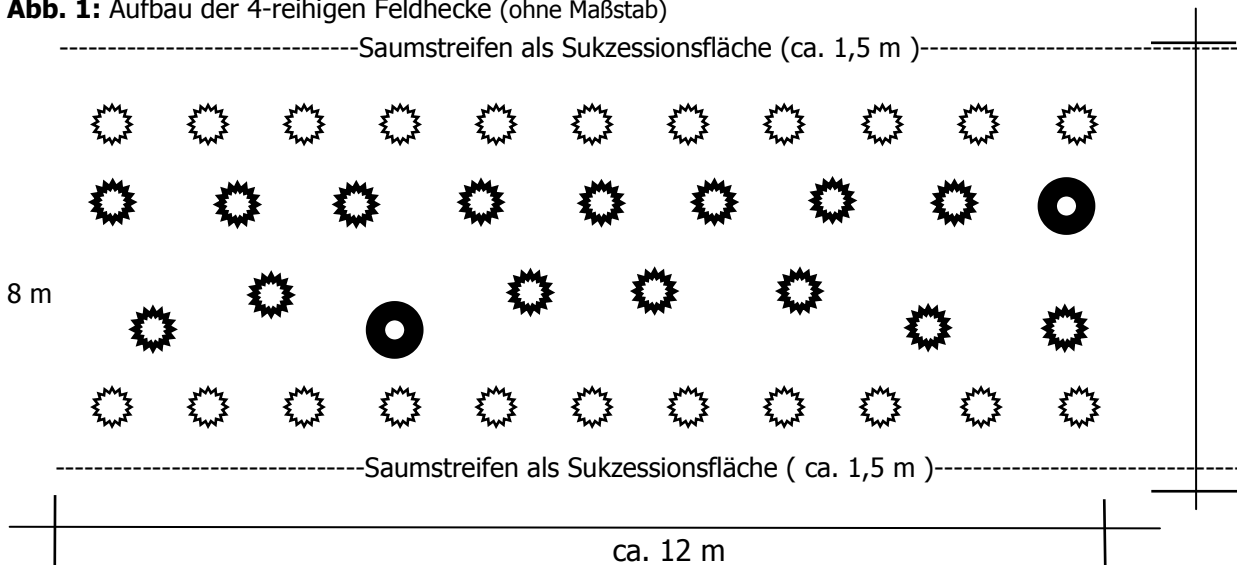 Abb. 1: Aufbau der 4-reihigen Feldhecke (ohne Maßstab)
-------------------------------Saumstreifen als Sukzessionsfläche (ca. 1,5 m )---------------------------------
8 m
--------------------------------Saumstreifen als Sukzessionsfläche ( ca. 1,5 m )--------------------------------
ca. 12 m